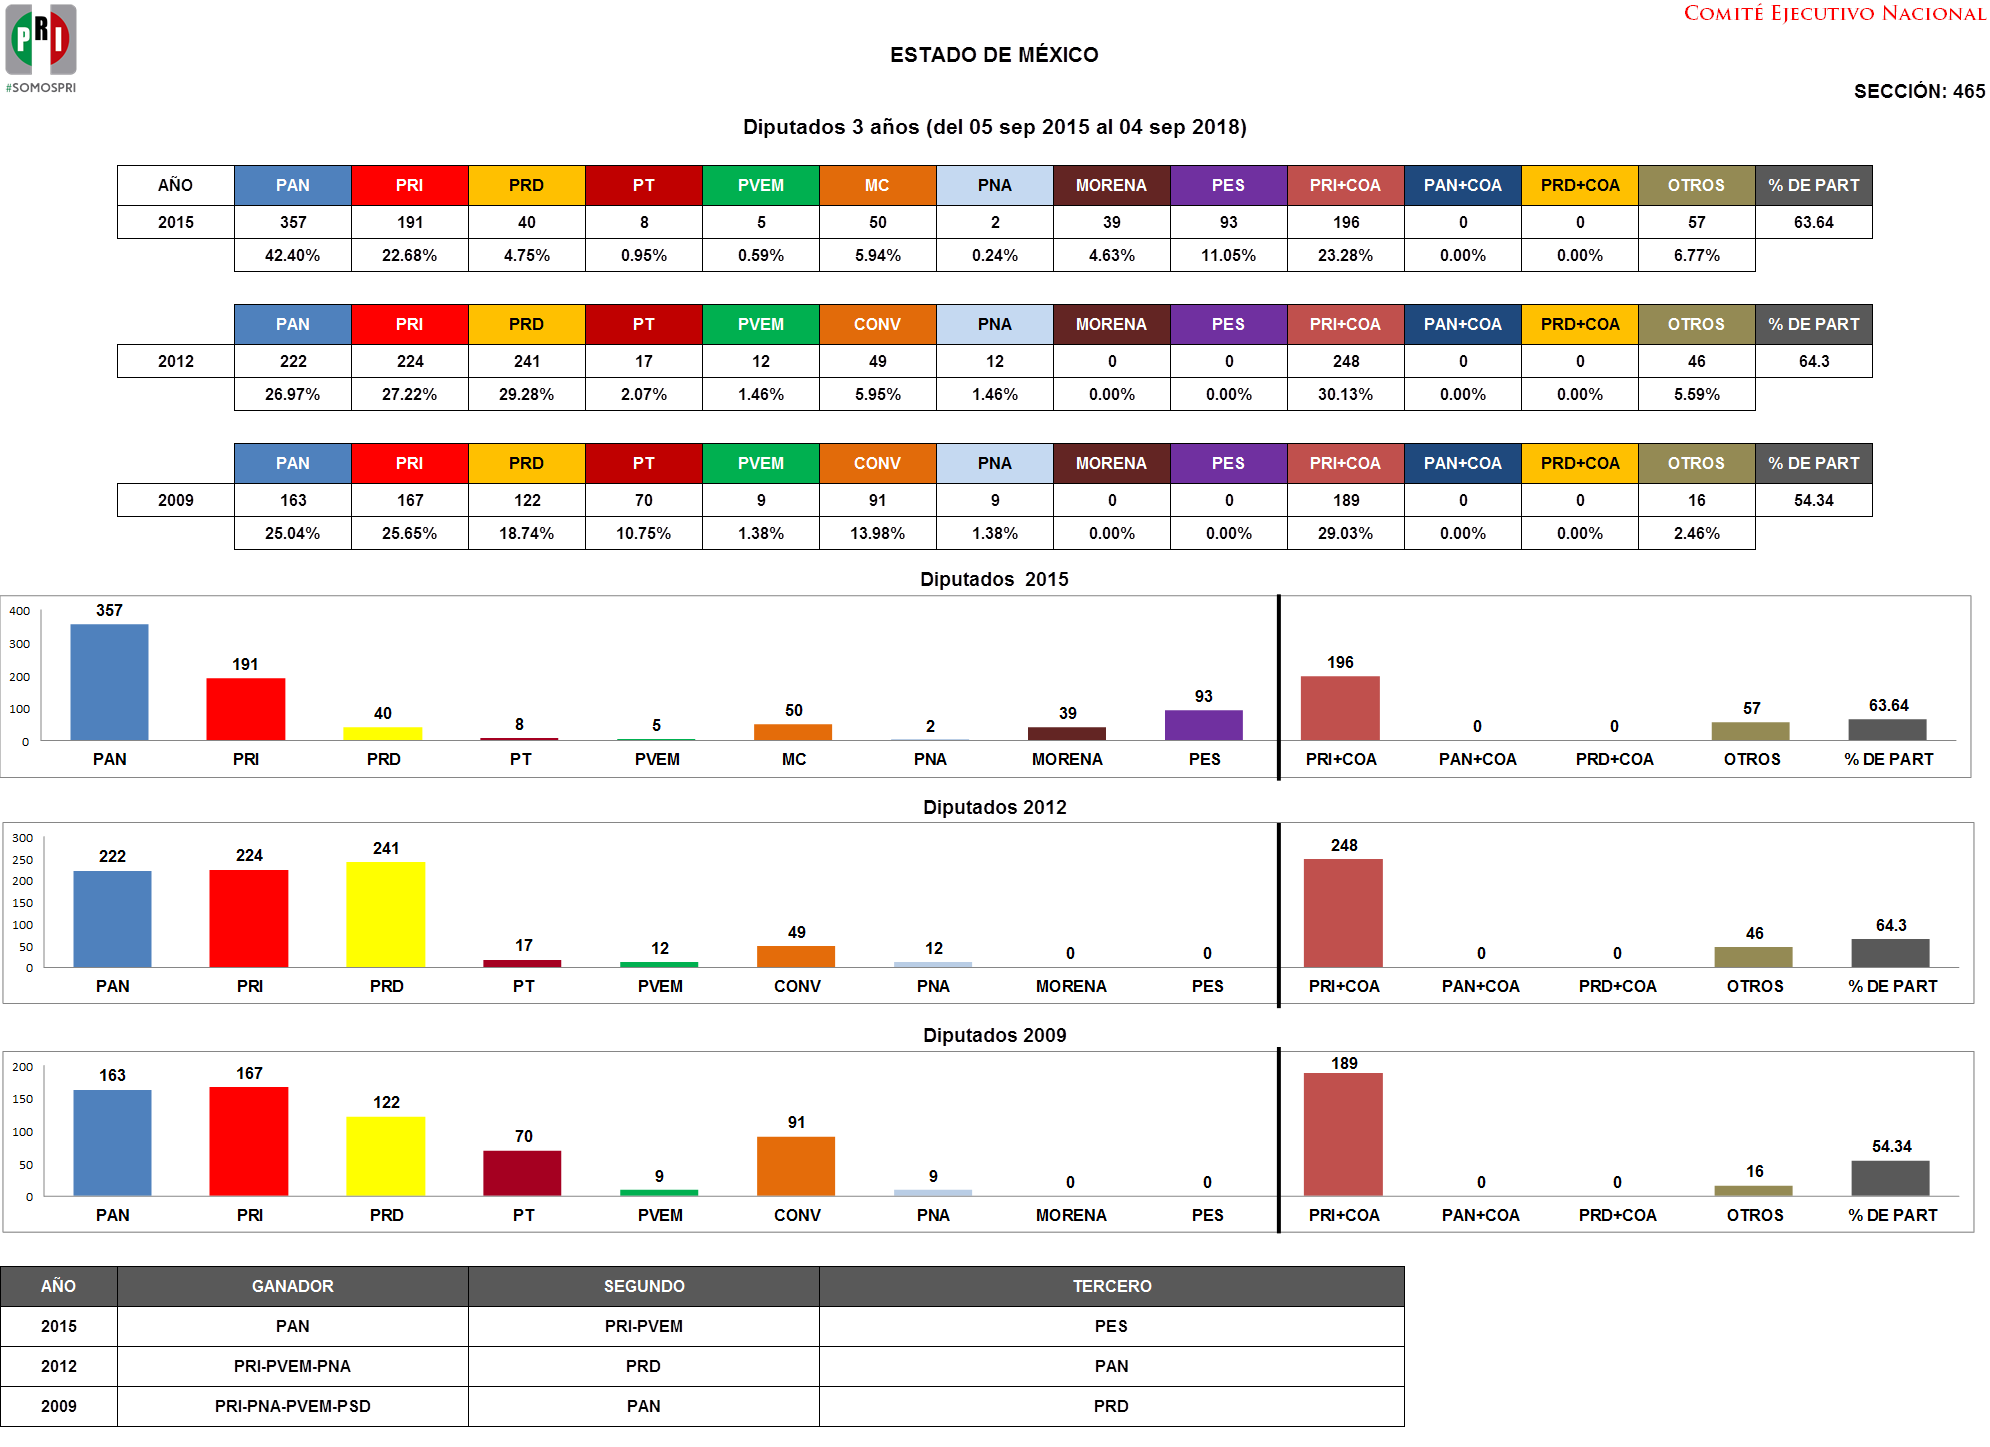 PRI
#SOMOSPRI
COMITÉ EJECUTIVO NACIONAL
ESTADO DE MÉXICO
SECCIÓN: 465
Diputados 3 años (del 05 sep 2015 al 04 sep 2018)
AÑO PAN PRI PRD PT PVEM MC PNA MORENA PES PRI+COA PAN+COA PRD+COA OTROS % DE PART
2015 357 191 40 8 5 50 2 39 93 196 0 0 57 63.64
42.40% 22.68% 4.75% 0.95% 0.59% 5.94% 0.24% 4.63% 11.05% 23.28% 0.00% 0.00% 6.77%
PAN PRI PRD PT PVEM CONV PNA MORENA PES PRI+COA PAN+COA PRD+COA OTROS % DE PART
2012 222 224 241 17 12 49 12 0 0 248 0 0 46 64.3
26.97% 27.22% 29.28% 2.07% 1.46% 5.95% 1.46% 0.00% 0.00% 30.13% 0.00% 0.00% 5.59%
PAN PRI PRD PT PVEM CONV PNA MORENA PES PRI+COA PAN+COA PRD+COA OTROS % DE PART
2009 163 167 122 70 9 91 9 0 0 189 0 0 16 54.34
25.04% 25.65% 18.74% 10.75% 1.38% 13.98% 1.38% 0.00% 0.00% 29.03% 0.00% 0.00% 2.46%
Diputados 2015
400
300
200
100
0
357 191 40 8 5 50 2 39 93 196 0 0 57 63.64
PAN PRI PRD PT PVEM MC PNA MORENA PES PRI+COA PAN+COA PRD+COA OTROS % DE PART
Diputados 2012
300
250
200
150
100
50
0
222 224 241 17 12 49 12 0 0 248 0 0 46 64.3
PAN PRI PRD PT PVEM CONV PNA MORENA PES PRI+COA PAN+COA PRD+COA OTROS % DE PART
Diputados 2009
200
150
100
50
0
163 167 122 70 9 91 9 0 0 189 0 0 16 54.34
PAN PRI PRD PT PVEM CONV PNA MORENA PES PRI+COA PAN+COA PRD+COA OTROS % DE PART
AÑO GANADOR SEGUNDO TERCERO
2015 PAN PRI-PVEM PES
2012 PRI-PVEM-PNA PRD PAN
2009 PRI-PNA-PVEM-PSD PAN PRD